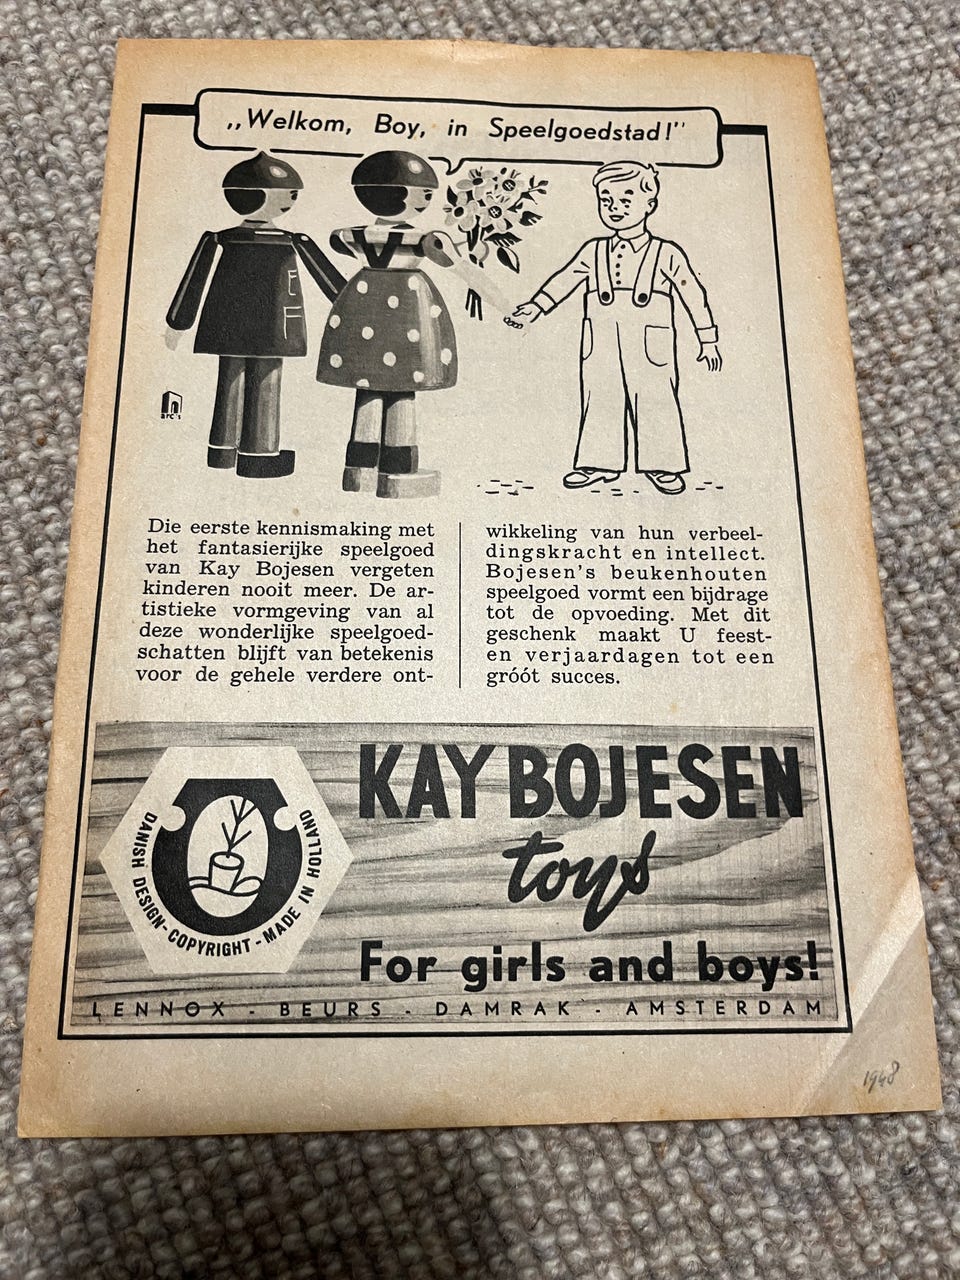 „Welkom, Boy, in Speelgoedstad!”
arc's
Die eerste kennismaking met
het fantasierijke speelgoed
van Kay Bojesen vergeten
kinderen nooit meer. De ar-
tistieke vormgeving van al
deze wonderlijke speelgoed-
schatten blijft van betekenis
voor de gehele verdere ont-
wikkeling van hun verbeel-
dingskracht en intellect.
Bojesen's beukenhouten
speelgoed vormt een bijdrage
tot de opvoeding. Met dit
geschenk maakt U feest-
en verjaardagen tot een
gróót succes.
KAY BOJESEN
toys
DANISH DESIGN - COPYRIGHT - MADE IN HOLLAND
For girls and boys!
LENNOX - BEURS - DAMRAK - AMSTERDAM
1948